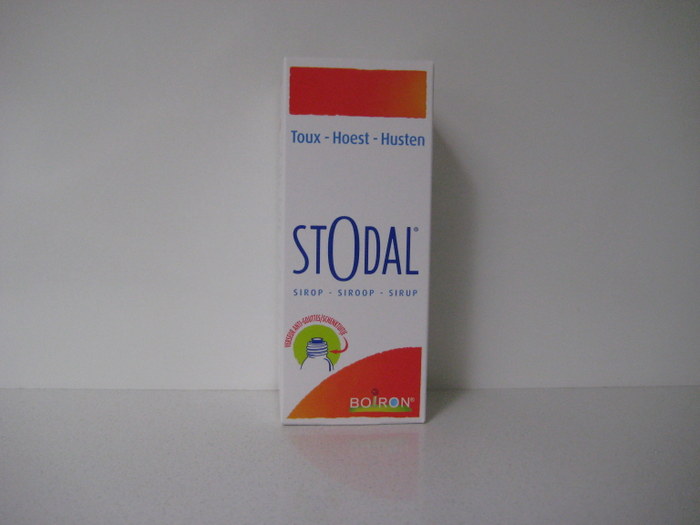 Toux - Hoest - Husten
STODAL®
SIROP - SIROOP - SIRUP
BOIRON®